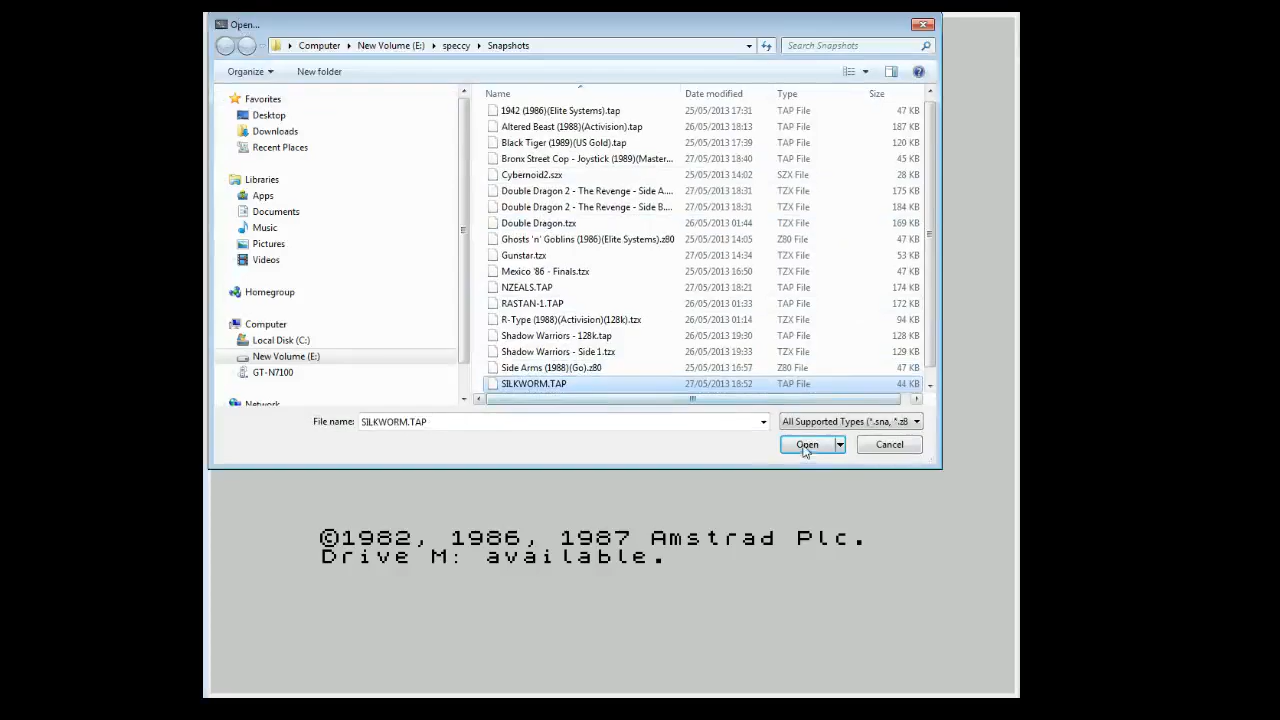 Open...
Computer New Volume (E:) speccy Snapshots Search Snapshots
Organize New folder
Favorites
Desktop
Downloads
Recent Places
Libraries
Apps
Documents
Music
Pictures
Videos
Homegroup
Computer
Local Disk (C:)
New Volume (E:)
GT-N7100
Network
Name Date modified Type Size
1942 (1986)(Elite Systems).tap 25/05/2013 17:31 TAP File 47 KB
Altered Beast (1988)(Activision).tap 26/05/2013 18:13 TAP File 187 KB
Black Tiger (1989)(US Gold).tap 25/05/2013 17:39 TAP File 120 KB
Bronx Street Cop - Joystick (1989)(Master... 27/05/2013 18:40 TAP File 45 KB
Cybernoid2.szx 25/05/2013 14:02 SZX File 28 KB
Double Dragon 2 - The Revenge - Side A.... 27/05/2013 18:31 TZX File 175 KB
Double Dragon 2 - The Revenge - Side B.... 27/05/2013 18:31 TZX File 184 KB
Double Dragon.tzx 26/05/2013 01:44 TZX File 169 KB
Ghosts 'n' Goblins (1986)(Elite Systems).z80 25/05/2013 14:05 Z80 File 47 KB
Gunstar.tzx 27/05/2013 14:34 TZX File 53 KB
Mexico '86 - Finals.tzx 25/05/2013 16:50 TZX File 47 KB
NZEALS.TAP 27/05/2013 18:21 TAP File 174 KB
RASTAN-1.TAP 26/05/2013 01:33 TAP File 172 KB
R-Type (1988)(Activision)(128k).tzx 26/05/2013 01:14 TZX File 94 KB
Shadow Warriors - 128k.tap 26/05/2013 19:30 TAP File 128 KB
Shadow Warriors - Side 1.tzx 26/05/2013 19:33 TZX File 129 KB
Side Arms (1988)(Go).z80 25/05/2013 16:57 Z80 File 47 KB
SILKWORM.TAP 27/05/2013 18:52 TAP File 44 KB
File name: SILKWORM.TAP All Supported Types (*.sna, *.z8
Open Cancel
©1982, 1986, 1987 Amstrad Plc.
Drive M: available.